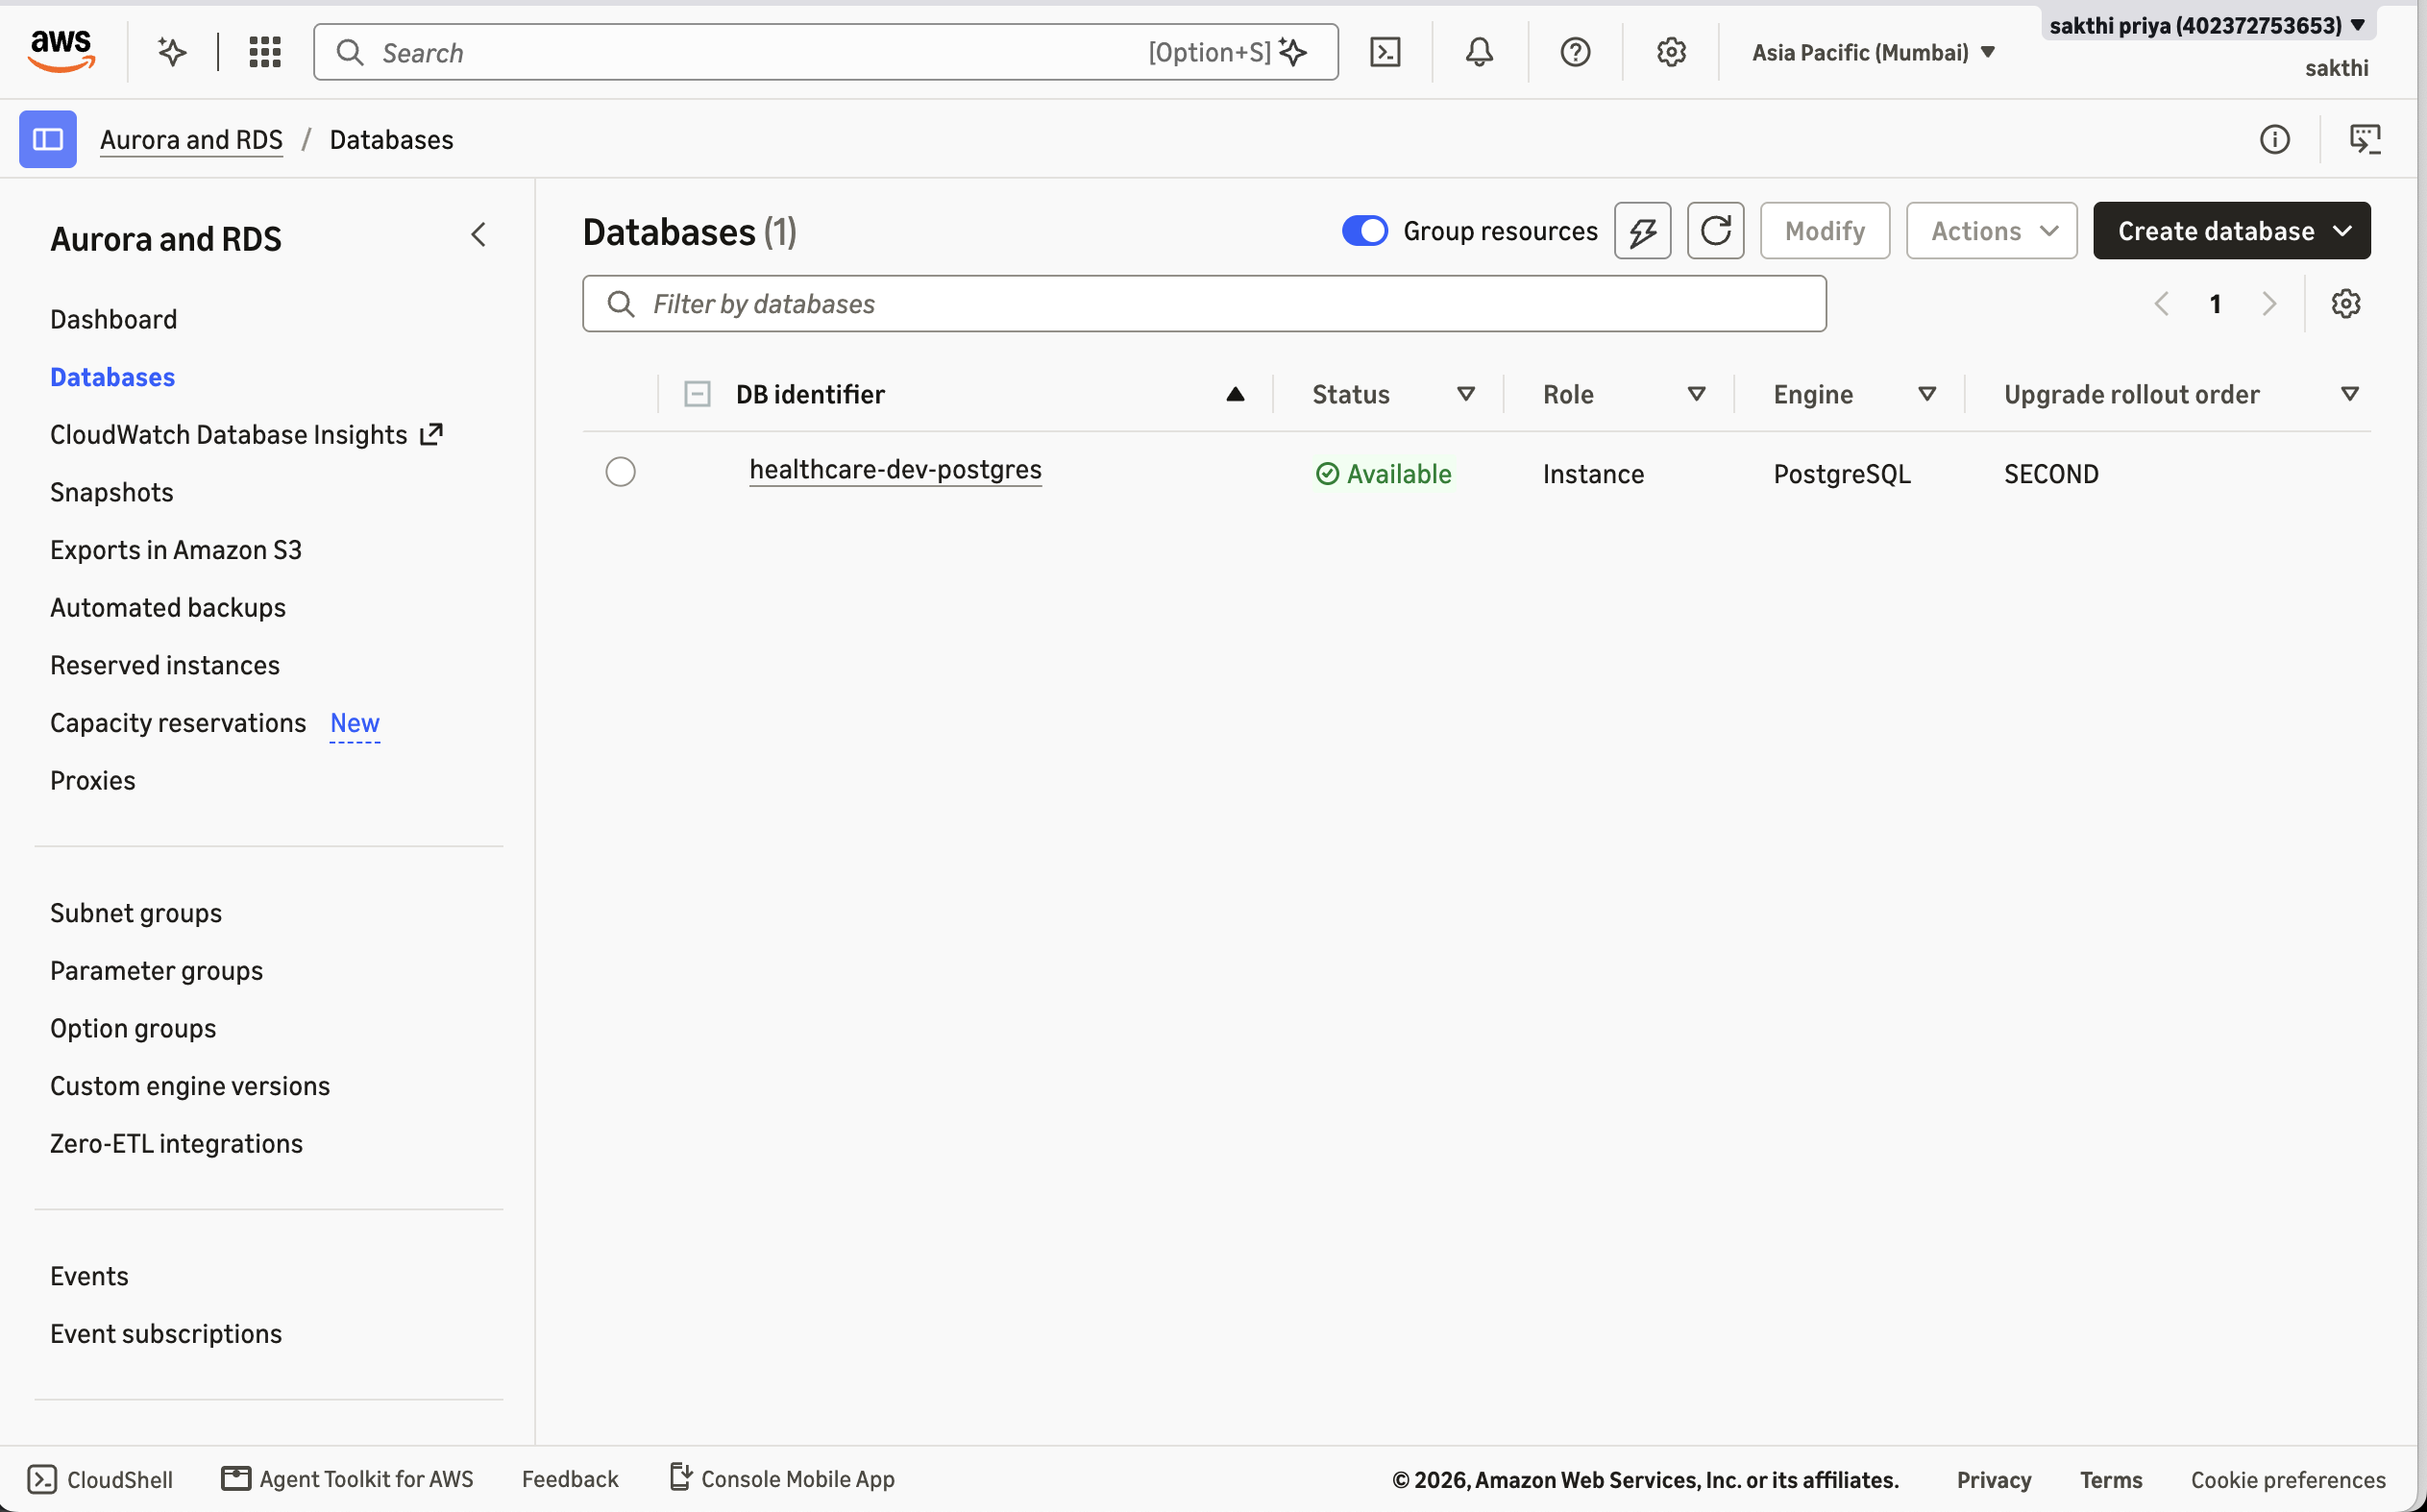 aws
Search
[Option+S]
Asia Pacific (Mumbai)
sakthi priya (402372753653)
sakthi
Aurora and RDS / Databases
Aurora and RDS
Dashboard
Databases
CloudWatch Database Insights
Snapshots
Exports in Amazon S3
Automated backups
Reserved instances
Capacity reservations New
Proxies
Subnet groups
Parameter groups
Option groups
Custom engine versions
Zero-ETL integrations
Events
Event subscriptions
Databases (1)
Group resources
Modify
Actions
Create database
Filter by databases
1
DB identifier Status Role Engine Upgrade rollout order
healthcare-dev-postgres Available Instance PostgreSQL SECOND
CloudShell Agent Toolkit for AWS Feedback Console Mobile App © 2026, Amazon Web Services, Inc. or its affiliates. Privacy Terms Cookie preferences